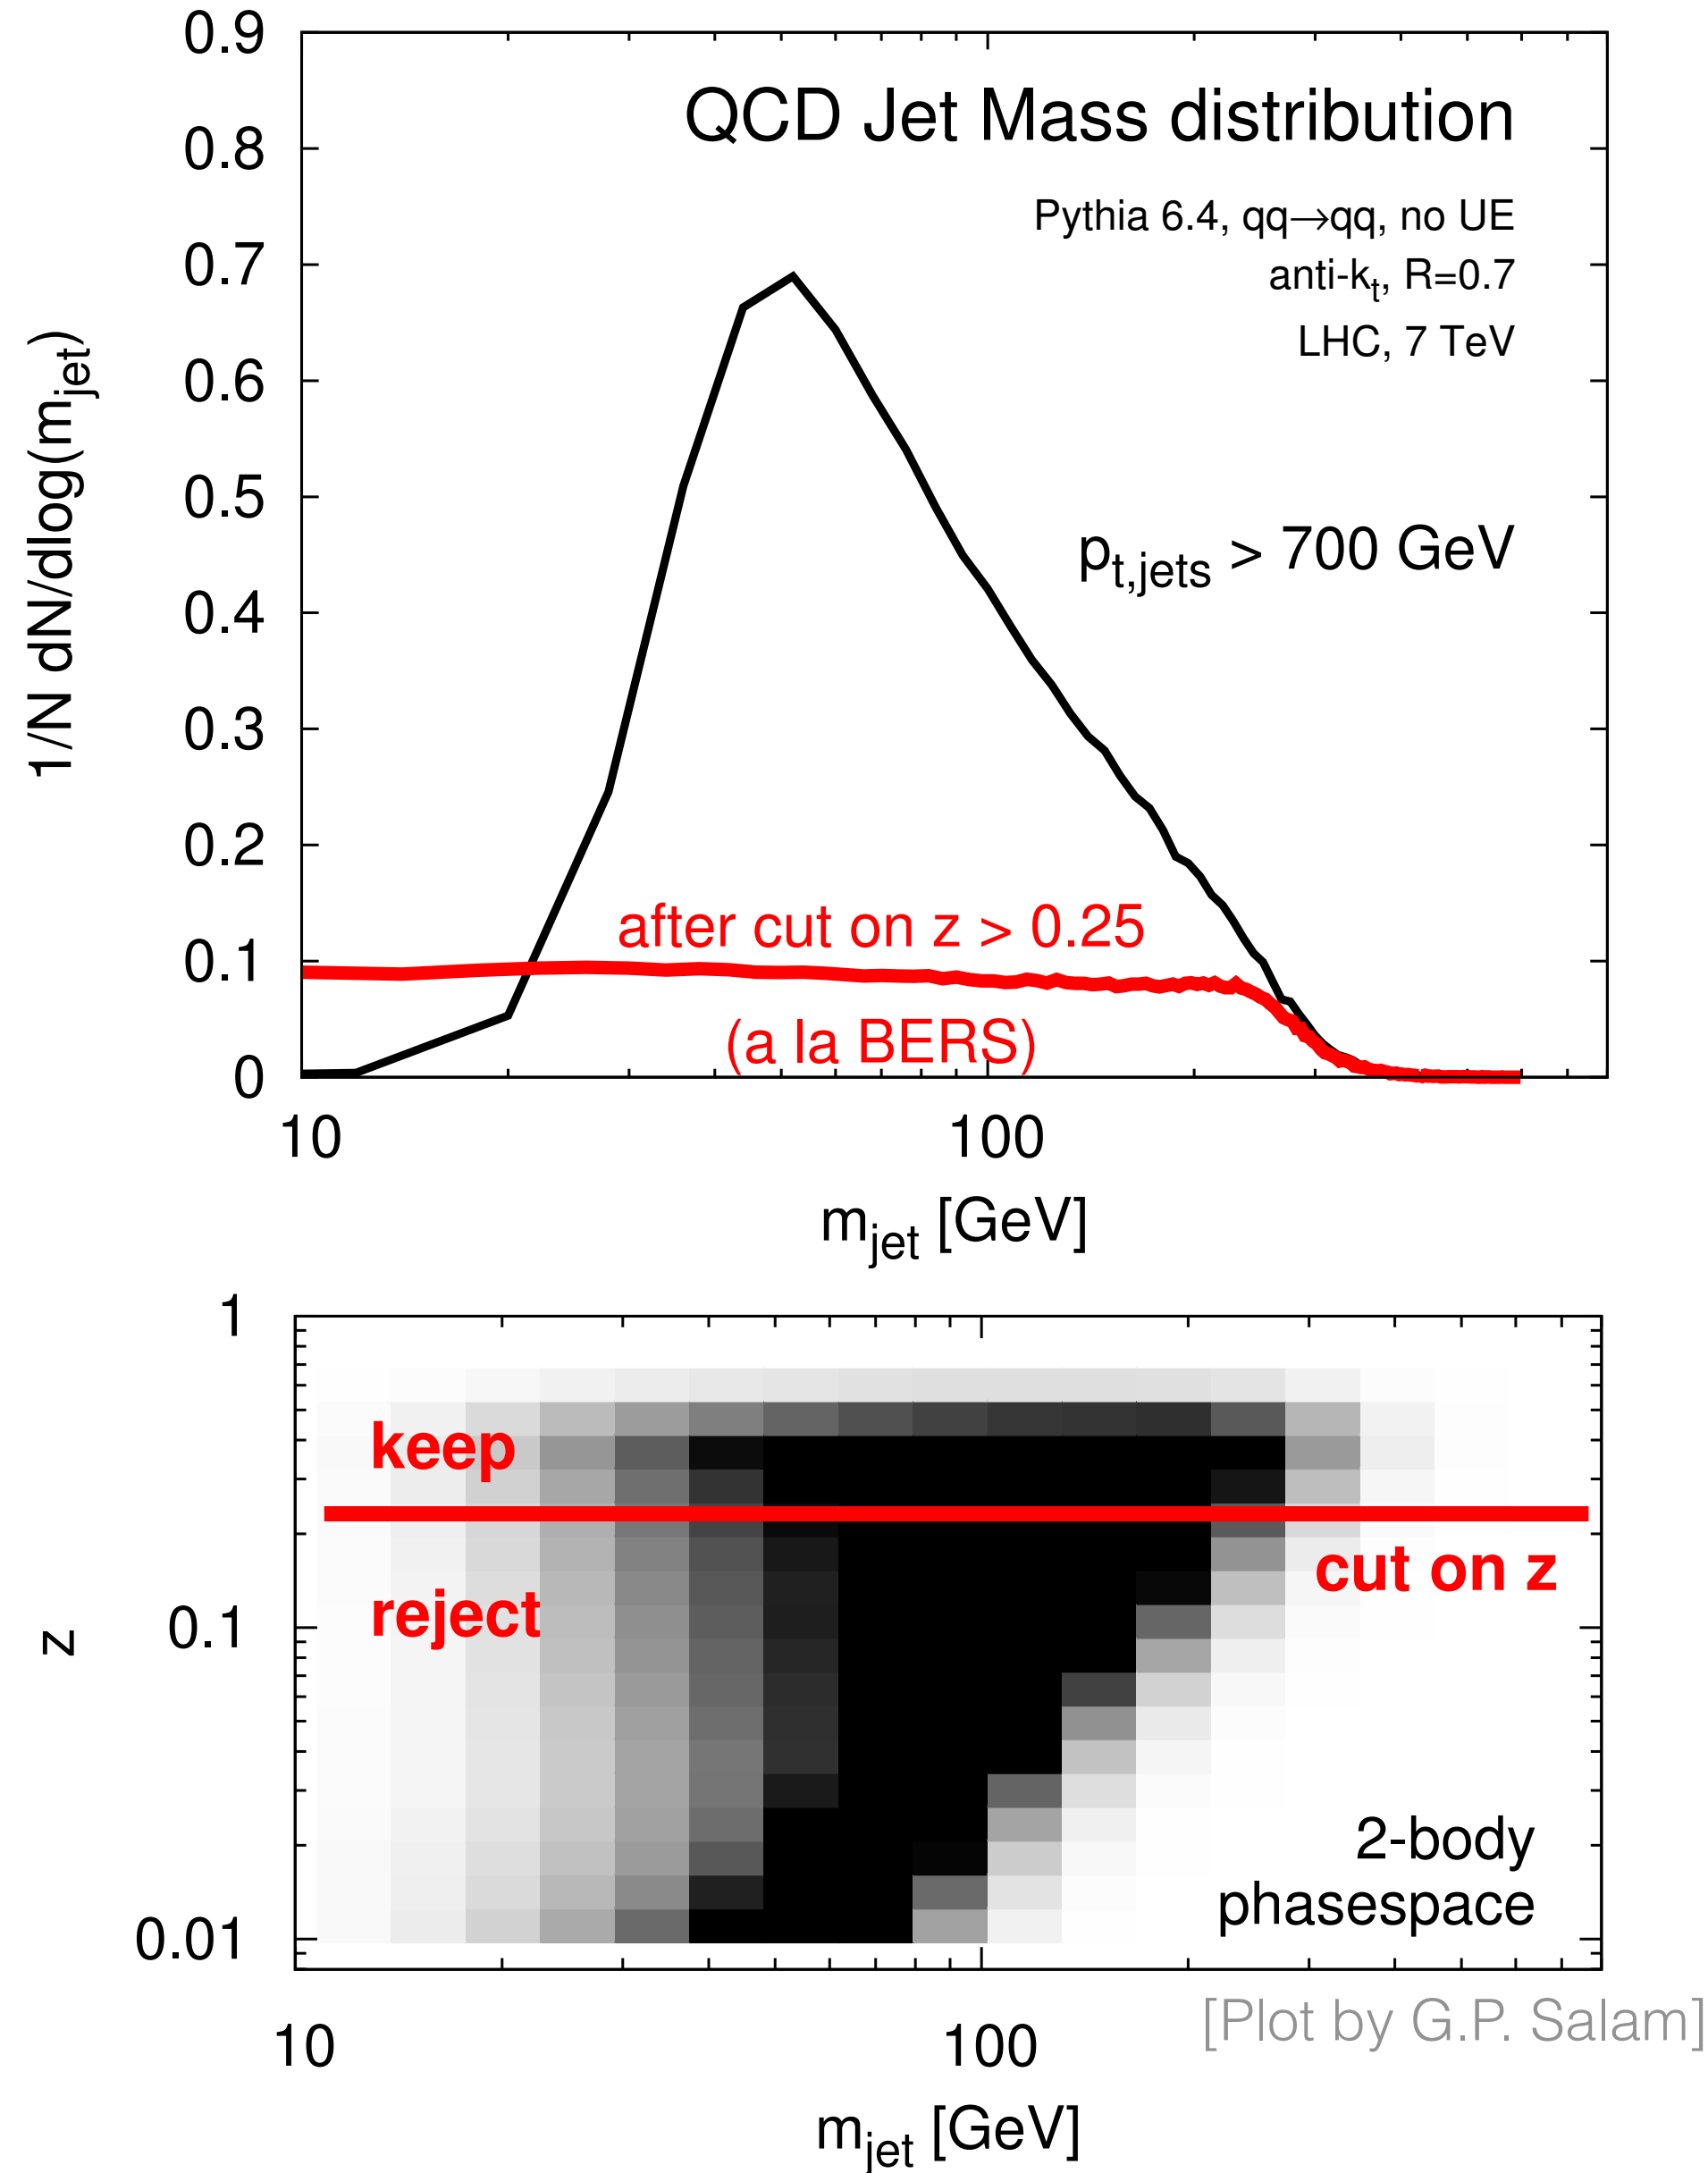 QCD Jet Mass distribution
Pythia 6.4, qq→qq, no UE
anti-kt, R=0.7
LHC, 7 TeV
pt,jets > 700 GeV
after cut on z > 0.25
(a la BERS)
1/N dN/dlog(mjet)
0.9
0.8
0.7
0.6
0.5
0.4
0.3
0.2
0.1
0
10 100
mjet [GeV]
1
0.1
0.01
z
keep
reject
cut on z
2-body
phasespace
10 100
[Plot by G.P. Salam]
mjet [GeV]